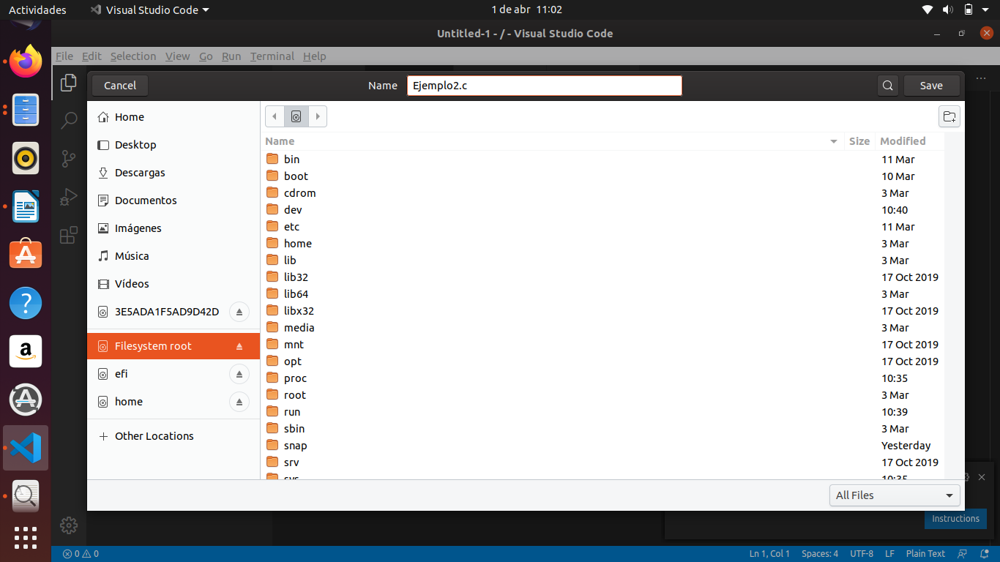 Actividades Visual Studio Code 1 de abr 11:02
Untitled-1 - / - Visual Studio Code
File Edit Selection View Go Run Terminal Help
Cancel Name Ejemplo2.c Save
Home
Desktop
Descargas
Documentos
Imágenes
Música
Vídeos
3E5ADA1F5AD9D42D
Filesystem root
efi
home
Other Locations
Name Size Modified
bin 11 Mar
boot 10 Mar
cdrom 3 Mar
dev 10:40
etc 11 Mar
home 3 Mar
lib 3 Mar
lib32 17 Oct 2019
lib64 3 Mar
libx32 17 Oct 2019
media 3 Mar
mnt 17 Oct 2019
opt 17 Oct 2019
proc 10:35
root 3 Mar
run 10:39
sbin 3 Mar
snap Yesterday
srv 17 Oct 2019
sys 10:35
All Files
Instructions
0 0 Ln 1, Col 1 Spaces: 4 UTF-8 LF Plain Text